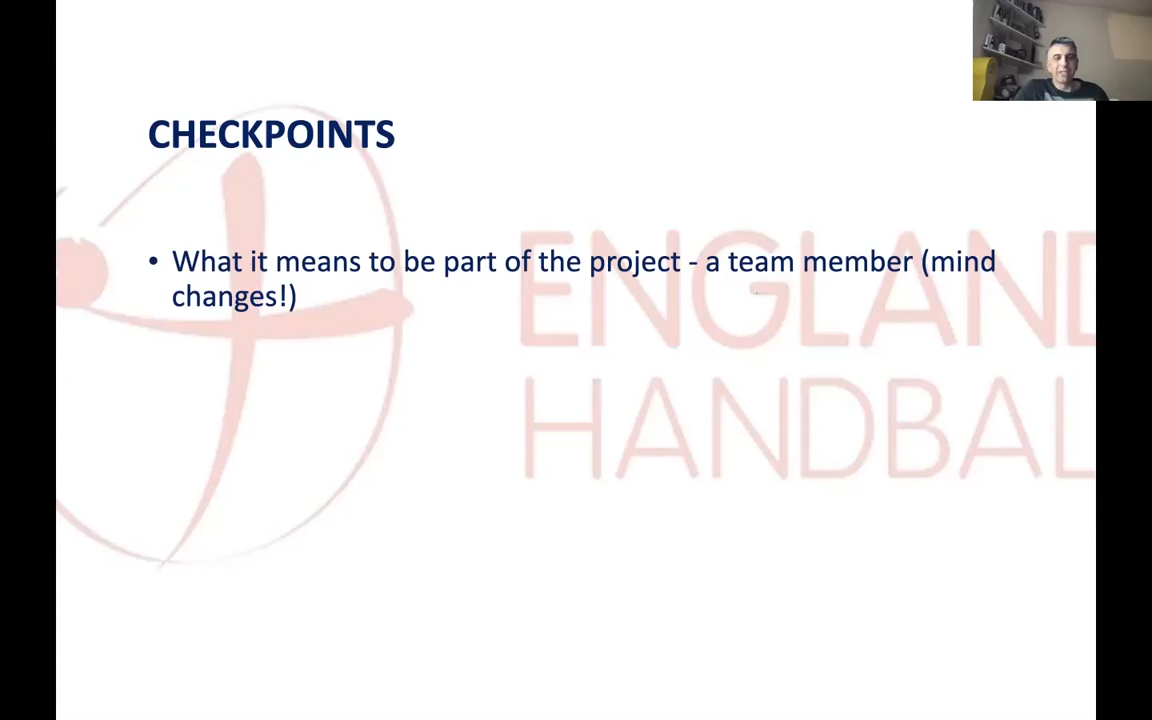 CHECKPOINTS
• What it means to be part of the project - a team member (mind
changes!)
ENGLAND
HANDBAL